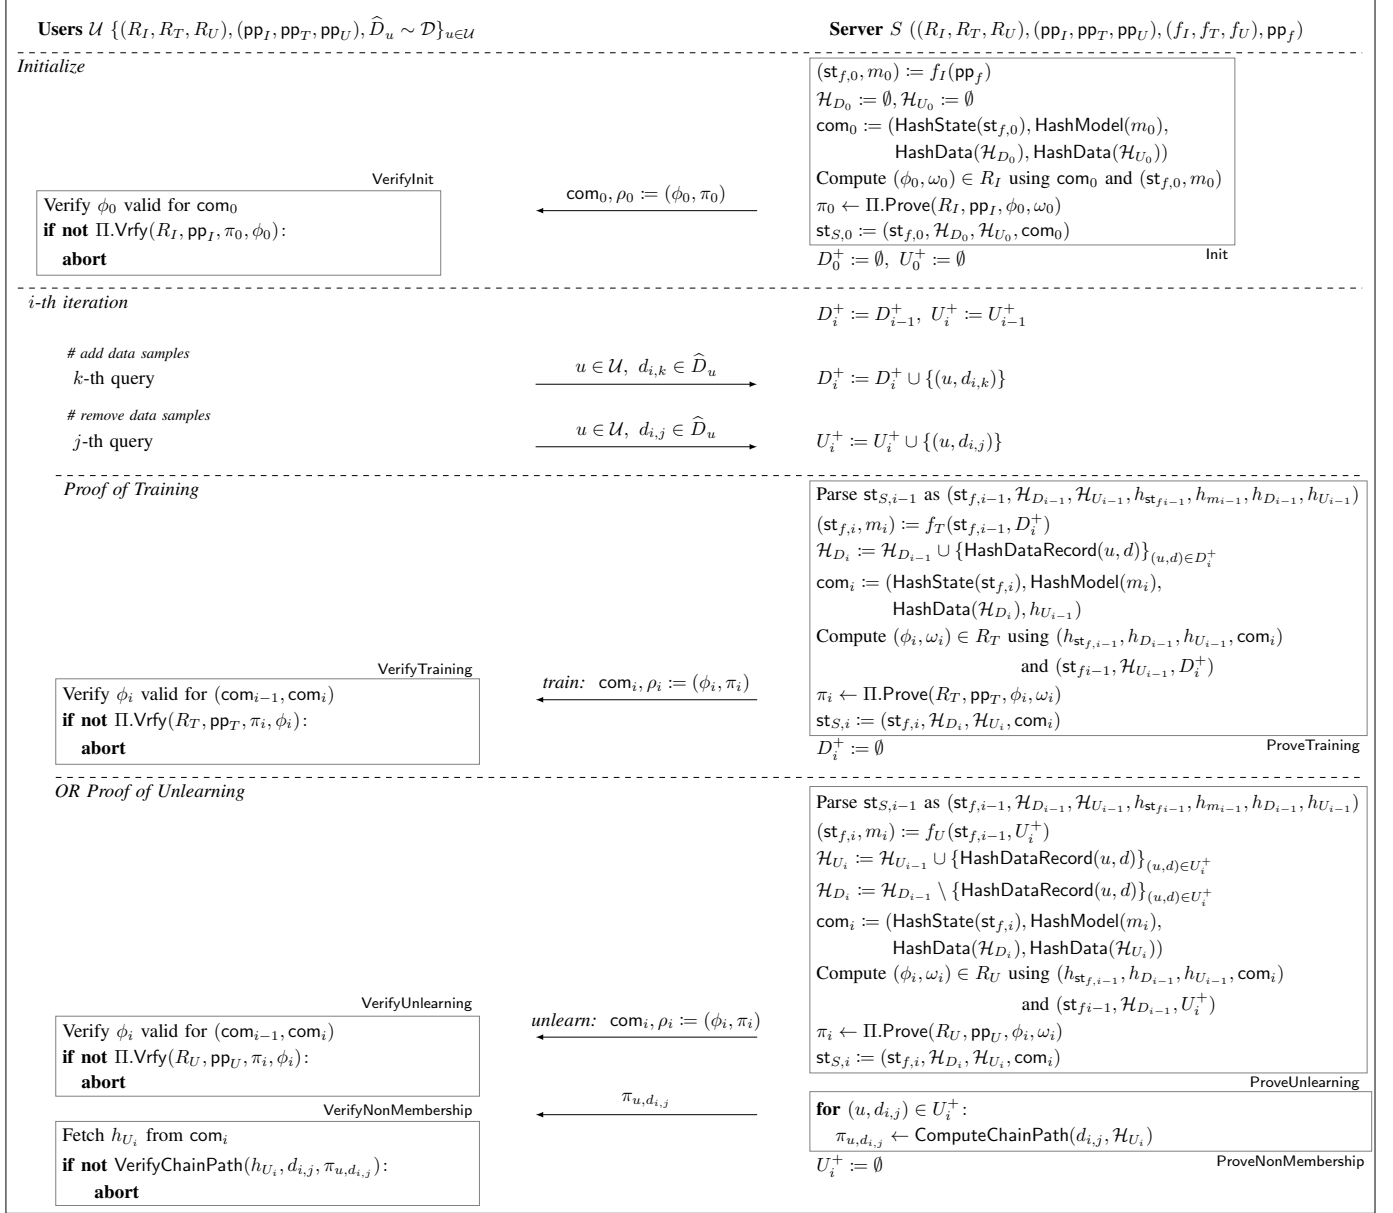 Users 𝒰 {(R_I, R_T, R_U), (pp_I, pp_T, pp_U), D̂_u ∼ 𝒟}_{u∈𝒰}
Server S ((R_I, R_T, R_U), (pp_I, pp_T, pp_U), (f_I, f_T, f_U), pp_f)
Initialize
(st_{f,0}, m_0) := f_I(pp_f)
ℋ_{D_0} := ∅, ℋ_{U_0} := ∅
com_0 := (HashState(st_{f,0}), HashModel(m_0),
HashData(ℋ_{D_0}), HashData(ℋ_{U_0}))
Compute (ϕ_0, ω_0) ∈ R_I using com_0 and (st_{f,0}, m_0)
π_0 ← Π.Prove(R_I, pp_I, ϕ_0, ω_0)
st_{S,0} := (st_{f,0}, ℋ_{D_0}, ℋ_{U_0}, com_0)
Init
D_0^+ := ∅, U_0^+ := ∅
com_0, ρ_0 := (ϕ_0, π_0)
VerifyInit
Verify ϕ_0 valid for com_0
if not Π.Vrfy(R_I, pp_I, π_0, ϕ_0):
abort
i-th iteration
D_i^+ := D_{i−1}^+, U_i^+ := U_{i−1}^+
# add data samples
k-th query
u ∈ 𝒰, d_{i,k} ∈ D̂_u
D_i^+ := D_i^+ ∪ {(u, d_{i,k})}
# remove data samples
j-th query
u ∈ 𝒰, d_{i,j} ∈ D̂_u
U_i^+ := U_i^+ ∪ {(u, d_{i,j})}
Proof of Training
Parse st_{S,i−1} as (st_{f,i−1}, ℋ_{D_{i−1}}, ℋ_{U_{i−1}}, h_{st_{fi−1}}, h_{m_{i−1}}, h_{D_{i−1}}, h_{U_{i−1}})
(st_{f,i}, m_i) := f_T(st_{f,i−1}, D_i^+)
ℋ_{D_i} := ℋ_{D_{i−1}} ∪ {HashDataRecord(u, d)}_{(u,d)∈D_i^+}
com_i := (HashState(st_{f,i}), HashModel(m_i),
HashData(ℋ_{D_i}), h_{U_{i−1}})
Compute (ϕ_i, ω_i) ∈ R_T using (h_{st_{f,i−1}}, h_{D_{i−1}}, h_{U_{i−1}}, com_i)
and (st_{fi−1}, ℋ_{U_{i−1}}, D_i^+)
π_i ← Π.Prove(R_T, pp_T, ϕ_i, ω_i)
st_{S,i} := (st_{f,i}, ℋ_{D_i}, ℋ_{U_i}, com_i)
ProveTraining
D_i^+ := ∅
train: com_i, ρ_i := (ϕ_i, π_i)
VerifyTraining
Verify ϕ_i valid for (com_{i−1}, com_i)
if not Π.Vrfy(R_T, pp_T, π_i, ϕ_i):
abort
OR Proof of Unlearning
Parse st_{S,i−1} as (st_{f,i−1}, ℋ_{D_{i−1}}, ℋ_{U_{i−1}}, h_{st_{fi−1}}, h_{m_{i−1}}, h_{D_{i−1}}, h_{U_{i−1}})
(st_{f,i}, m_i) := f_U(st_{f,i−1}, U_i^+)
ℋ_{U_i} := ℋ_{U_{i−1}} ∪ {HashDataRecord(u, d)}_{(u,d)∈U_i^+}
ℋ_{D_i} := ℋ_{D_{i−1}} \ {HashDataRecord(u, d)}_{(u,d)∈U_i^+}
com_i := (HashState(st_{f,i}), HashModel(m_i),
HashData(ℋ_{D_i}), HashData(ℋ_{U_i}))
Compute (ϕ_i, ω_i) ∈ R_U using (h_{st_{f,i−1}}, h_{D_{i−1}}, h_{U_{i−1}}, com_i)
and (st_{fi−1}, ℋ_{D_{i−1}}, U_i^+)
π_i ← Π.Prove(R_U, pp_U, ϕ_i, ω_i)
st_{S,i} := (st_{f,i}, ℋ_{D_i}, ℋ_{U_i}, com_i)
ProveUnlearning
unlearn: com_i, ρ_i := (ϕ_i, π_i)
VerifyUnlearning
Verify ϕ_i valid for (com_{i−1}, com_i)
if not Π.Vrfy(R_U, pp_U, π_i, ϕ_i):
abort
for (u, d_{i,j}) ∈ U_i^+:
π_{u,d_{i,j}} ← ComputeChainPath(d_{i,j}, ℋ_{U_i})
ProveNonMembership
U_i^+ := ∅
π_{u,d_{i,j}}
VerifyNonMembership
Fetch h_{U_i} from com_i
if not VerifyChainPath(h_{U_i}, d_{i,j}, π_{u,d_{i,j}}):
abort